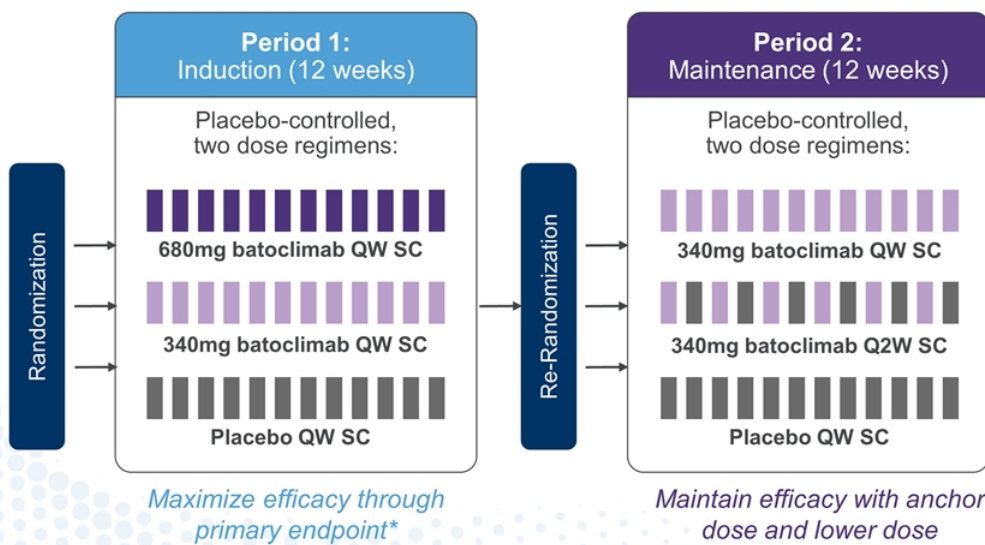 Randomization
Period 1:
Induction (12 weeks)
Placebo-controlled,
two dose regimens:
680mg batoclimab QW SC
340mg batoclimab QW SC
Placebo QW SC
Maximize efficacy through
primary endpoint*
Re-Randomization
Period 2:
Maintenance (12 weeks)
Placebo-controlled,
two dose regimens:
340mg batoclimab QW SC
340mg batoclimab Q2W SC
Placebo QW SC
Maintain efficacy with anchor
dose and lower dose